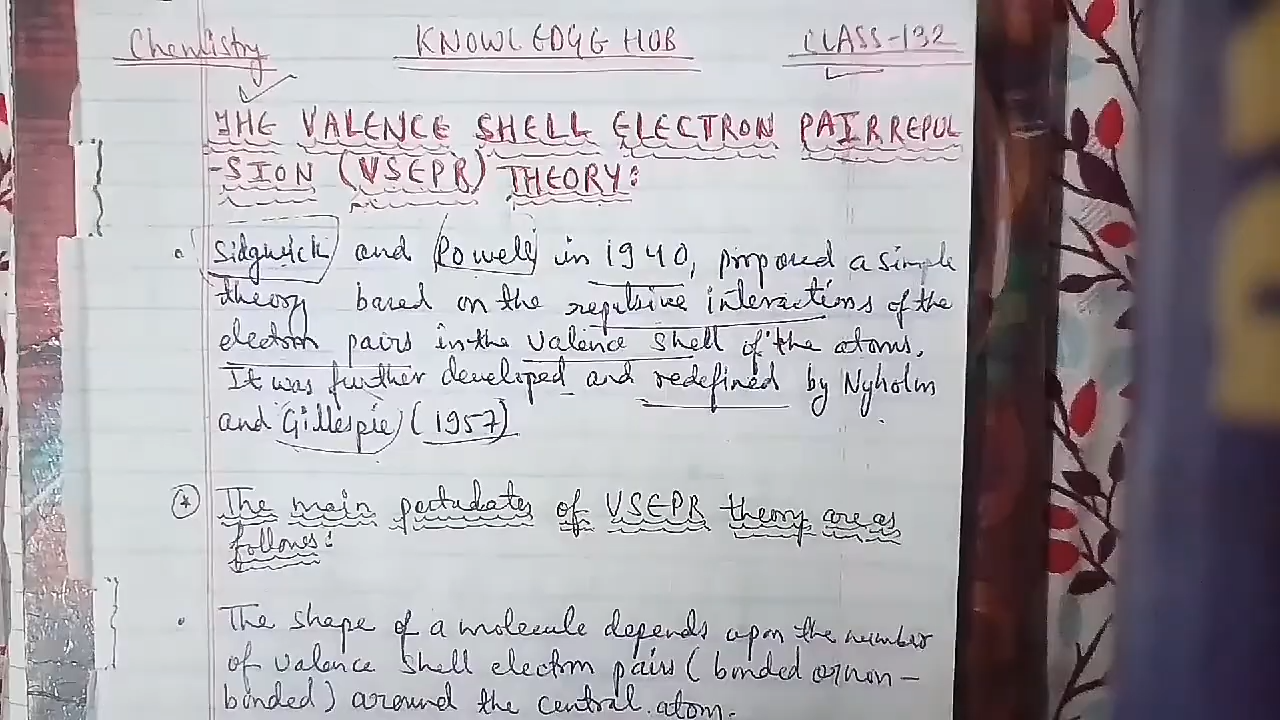 Chemistry KNOWLEDGE HUB CLASS-132
THE VALENCE SHELL ELECTRON PAIR REPUL
-SION (VSEPR) THEORY:
• Sidgwick and Powell in 1940, proposed a simple
theory based on the repulsive interactions of the
electron pairs in the valence shell of the atoms.
It was further developed and redefined by Nyholm
and Gillespie (1957)
* The main postulates of VSEPR theory are as
follows:
• The shape of a molecule depends upon the number
of valence shell electron pairs (bonded or non-
bonded) around the central atom.